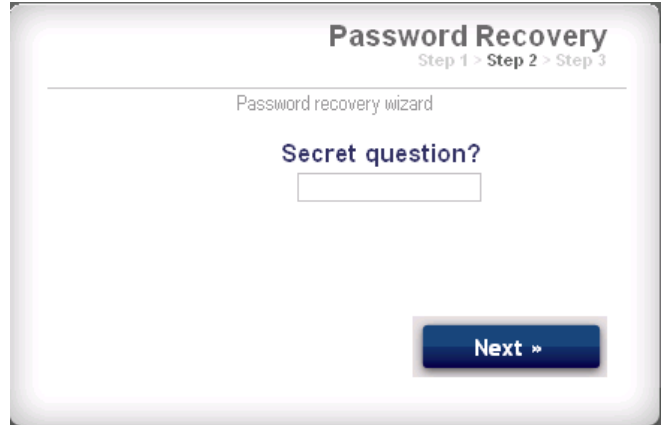 Password Recovery
Step 1 > Step 2 > Step 3
Password recovery wizard
Secret question?
Next »